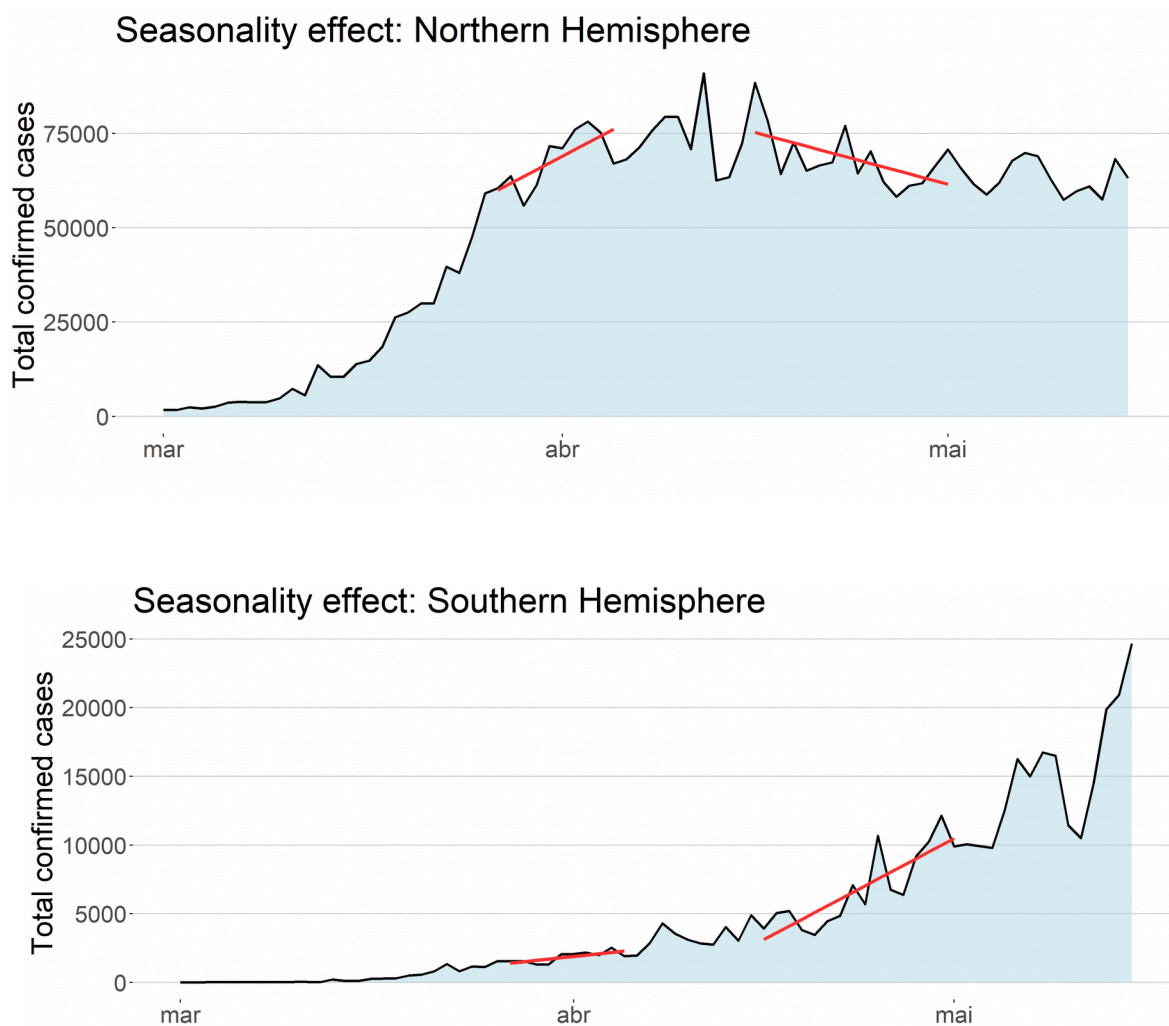 Seasonality effect: Northern Hemisphere
Total confirmed cases
75000
50000
25000
0
mar
abr
mai
Seasonality effect: Southern Hemisphere
Total confirmed cases
25000
20000
15000
10000
5000
0
mar
abr
mai